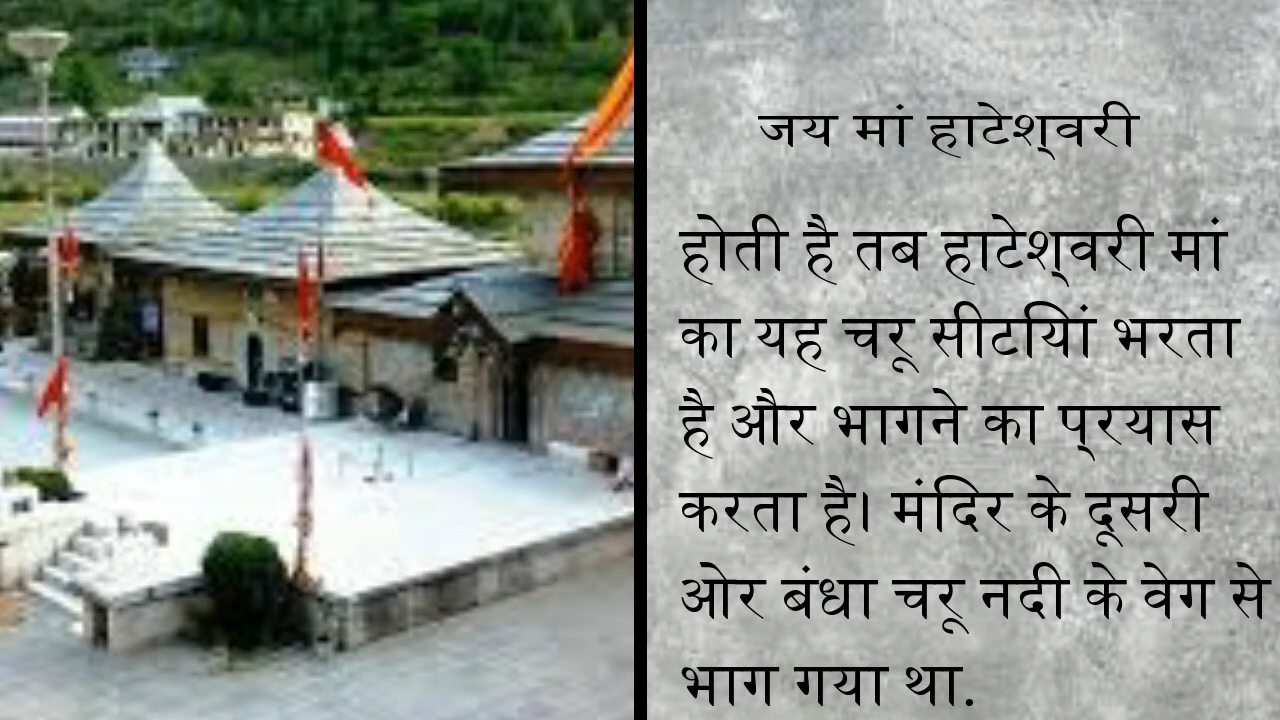 जय मां हाटेश्वरी
होती है तब हाटेश्वरी मां
का यह चरू सीटियां भरता
है और भागने का प्रयास
करता है। मंदिर के दूसरी
ओर बंधा चरू नदी के वेग से
भाग गया था.